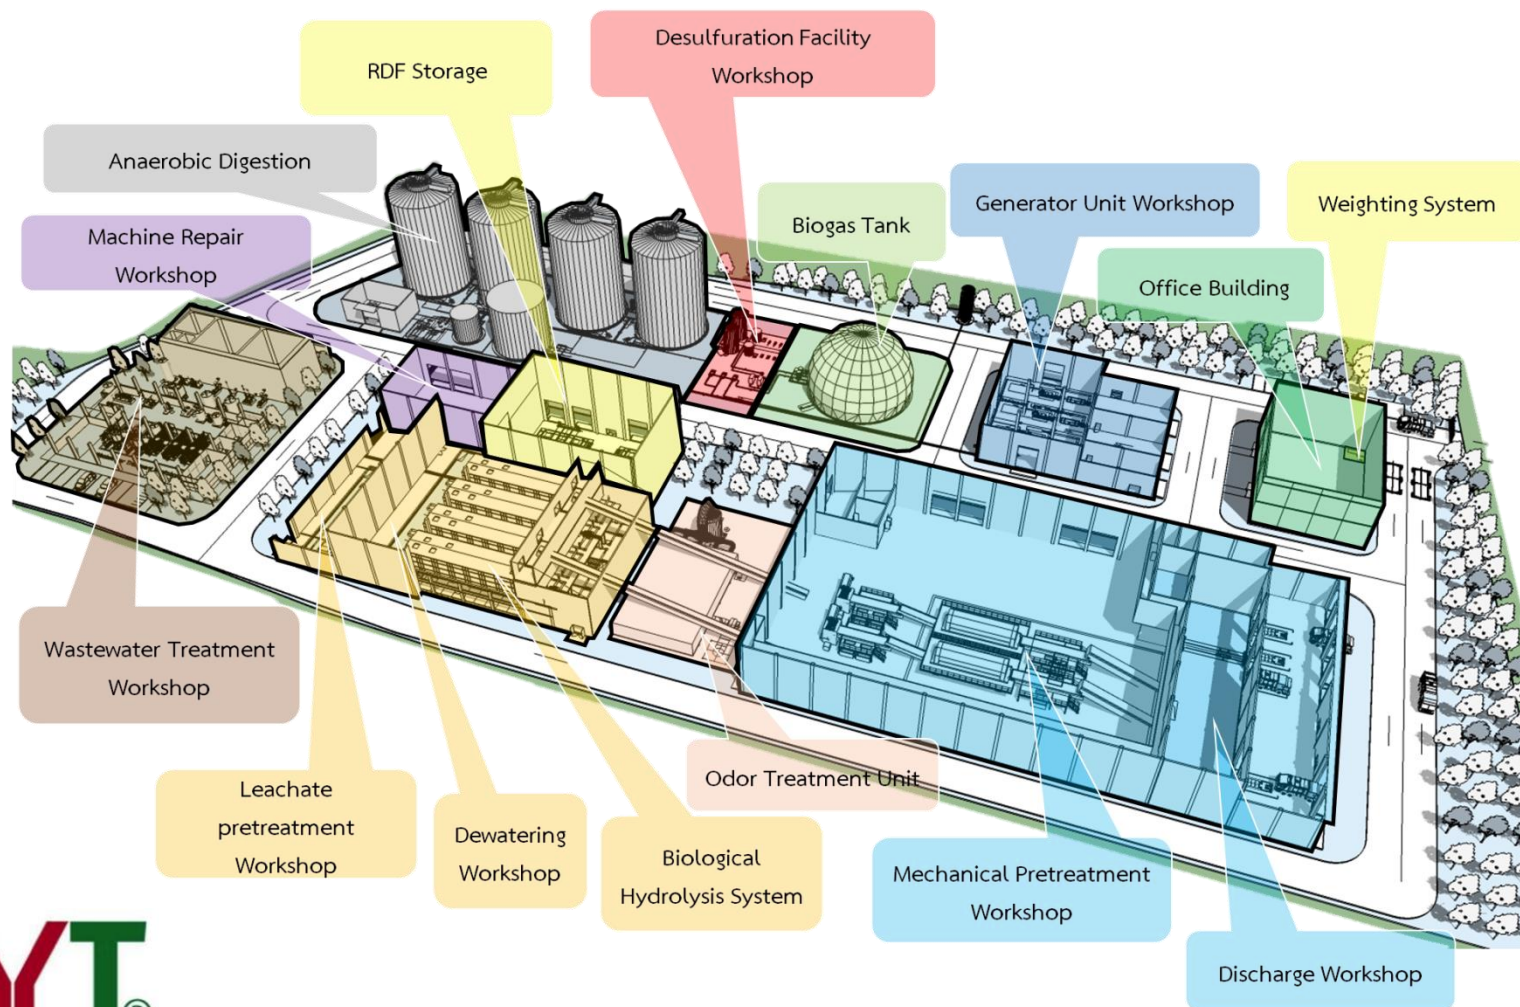 Desulfuration Facility
Workshop
RDF Storage
Anaerobic Digestion
Machine Repair
Workshop
Biogas Tank
Generator Unit Workshop
Weighting System
Office Building
Wastewater Treatment
Workshop
Leachate
pretreatment
Workshop
Dewatering
Workshop
Biological
Hydrolysis System
Odor Treatment Unit
Mechanical Pretreatment
Workshop
Discharge Workshop
YT®